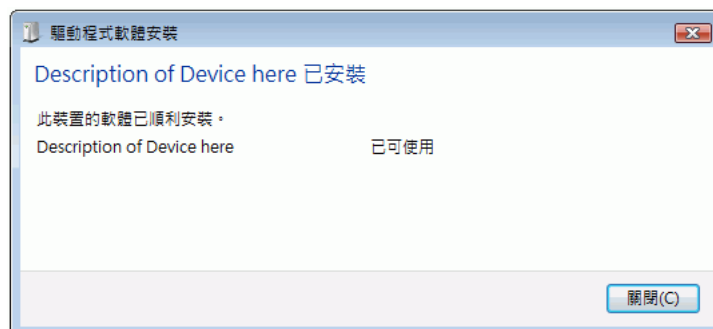 驅動程式軟體安裝
Description of Device here 已安裝
此裝置的軟體已順利安裝。
Description of Device here 已可使用
關閉(C)